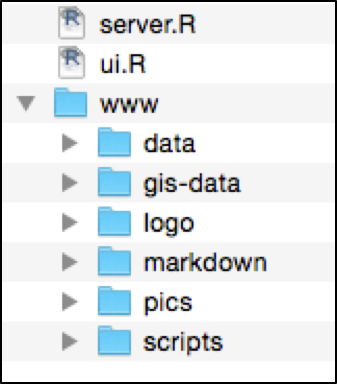 server.R
ui.R
www
data
gis-data
logo
markdown
pics
scripts